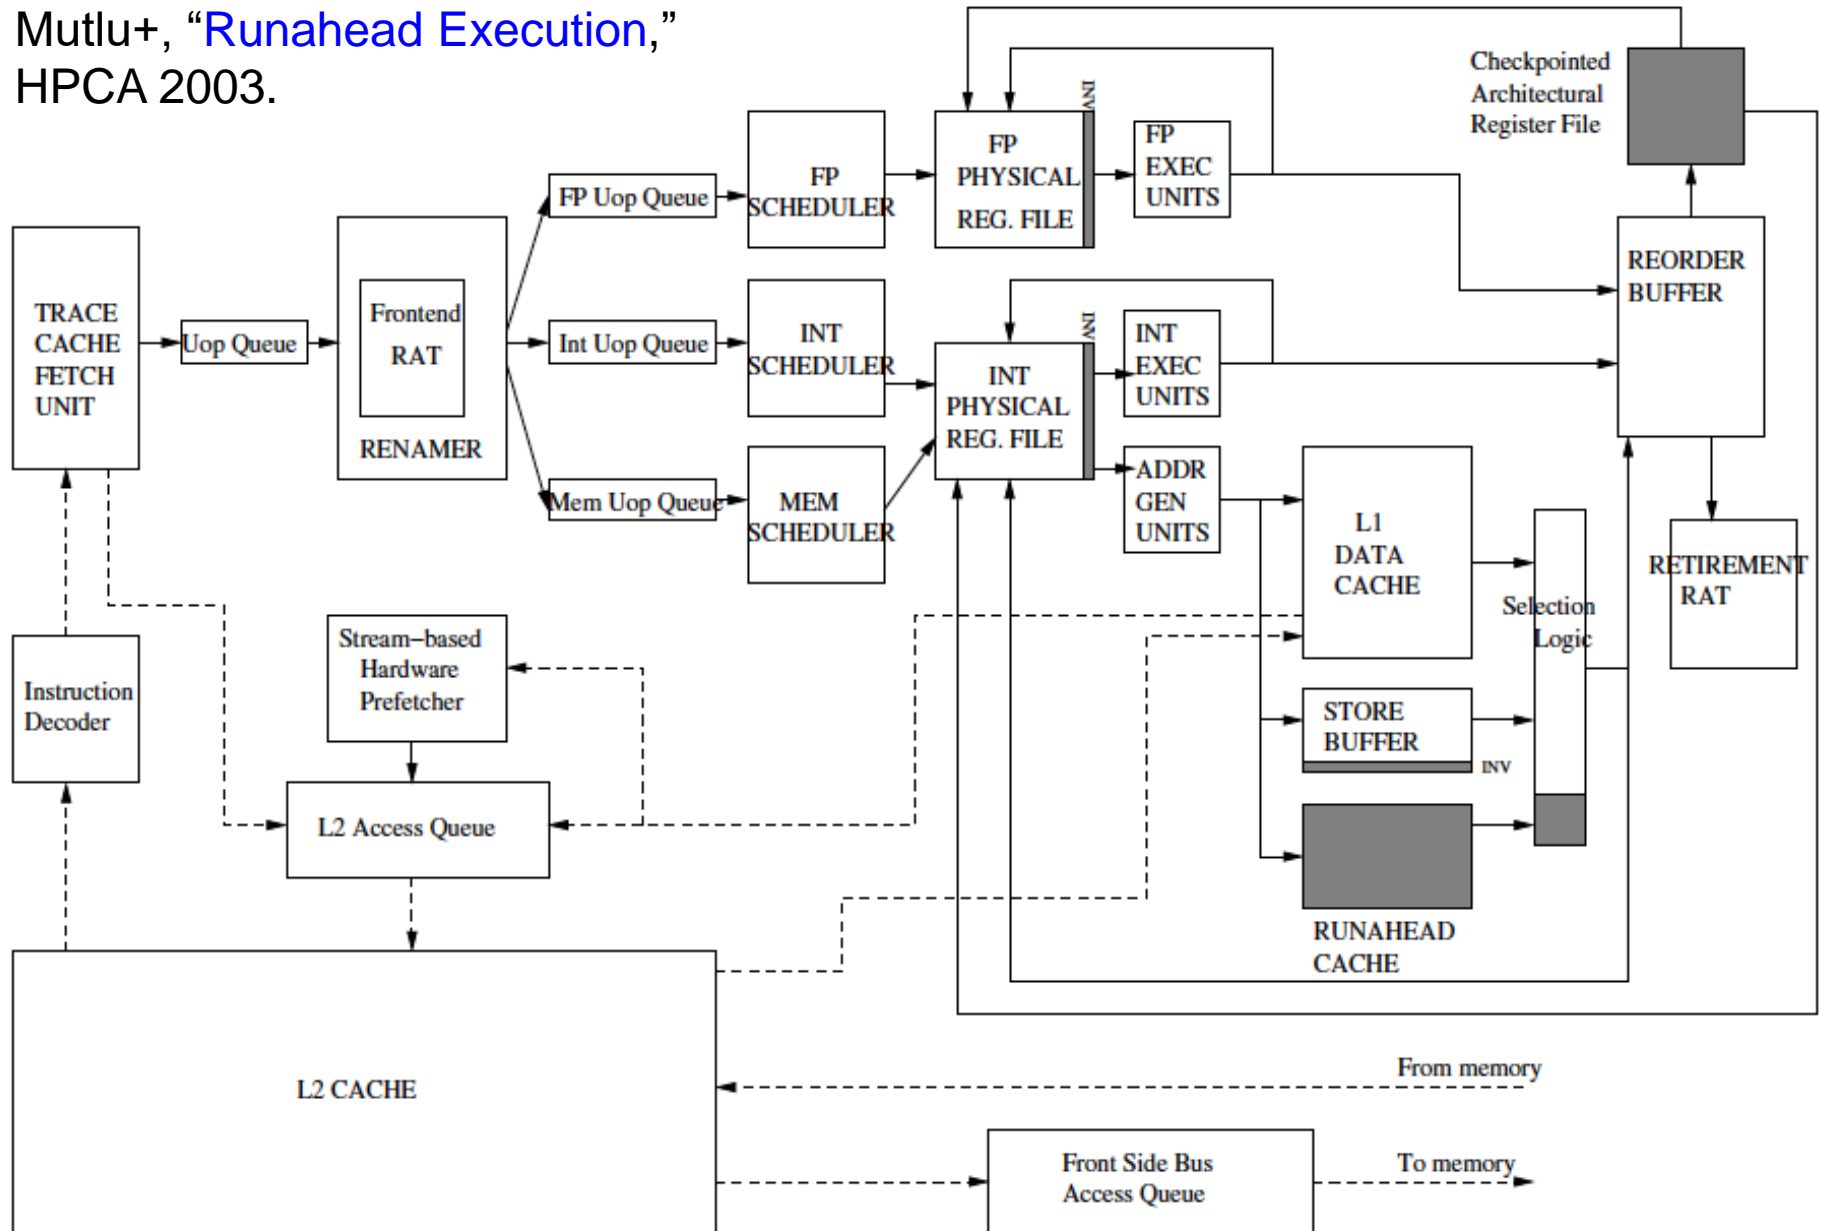 Mutlu+, “Runahead Execution,”
HPCA 2003.
Checkpointed
Architectural
Register File
INV
FP
PHYSICAL
REG. FILE
FP
EXEC
UNITS
FP Uop Queue
FP
SCHEDULER
REORDER
BUFFER
TRACE
CACHE
FETCH
UNIT
Uop Queue
Frontend
RAT
RENAMER
Int Uop Queue
INT
SCHEDULER
INV
INT
PHYSICAL
REG. FILE
INT
EXEC
UNITS
Mem Uop Queue
MEM
SCHEDULER
ADDR
GEN
UNITS
L1
DATA
CACHE
Selection
Logic
RETIREMENT
RAT
Instruction
Decoder
Stream−based
Hardware
Prefetcher
STORE
BUFFER
INV
L2 Access Queue
RUNAHEAD
CACHE
L2 CACHE
From memory
Front Side Bus
Access Queue
To memory